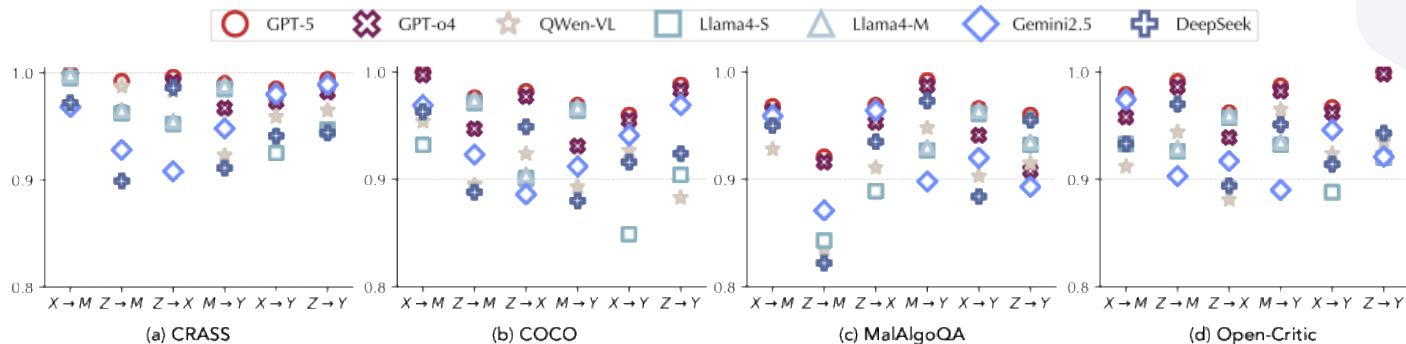 GPT-5 GPT-o4 QWen-VL Llama4-S Llama4-M Gemini2.5 DeepSeek
1.0 1.0 1.0 1.0
0.9 0.9 0.9 0.9
0.8 0.8 0.8 0.8
X → M Z → M Z → X M → Y X → Y Z → Y X → M Z → M Z → X M → Y X → Y Z → Y X → M Z → M Z → X M → Y X → Y Z → Y X → M Z → M Z → X M → Y X → Y Z → Y
(a) CRASS (b) COCO (c) MalAlgoQA (d) Open-Critic